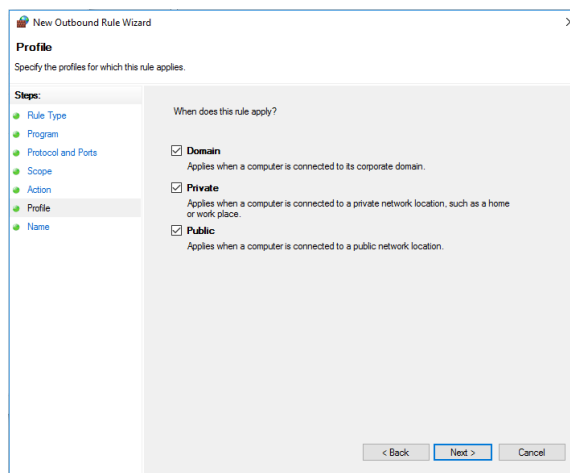 New Outbound Rule Wizard
Profile
Specify the profiles for which this rule applies.
Steps:
Rule Type
Program
Protocol and Ports
Scope
Action
Profile
Name
When does this rule apply?
Domain
Applies when a computer is connected to its corporate domain.
Private
Applies when a computer is connected to a private network location, such as a home
or work place.
Public
Applies when a computer is connected to a public network location.
< Back
Next >
Cancel